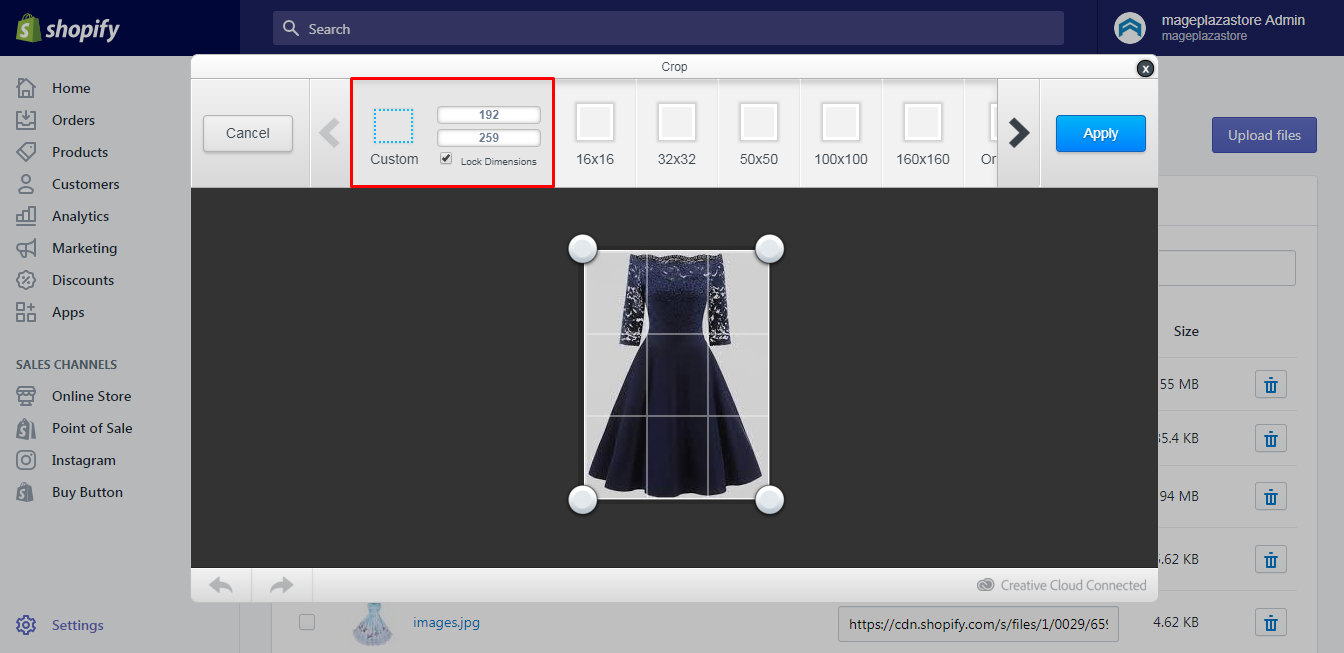 shopify
Search
mageplazastore Admin
mageplazastore
Home
Orders
Products
Customers
Analytics
Marketing
Discounts
Apps
SALES CHANNELS
Online Store
Point of Sale
Instagram
Buy Button
Settings
Crop
x
Cancel
Custom
192
259
Lock Dimensions
16x16
32x32
50x50
100x100
160x160
Or
Apply
Upload files
Size
55 MB
35.4 KB
94 MB
.62 KB
Creative Cloud Connected
images.jpg
https://cdn.shopify.com/s/files/1/0029/659
4.62 KB